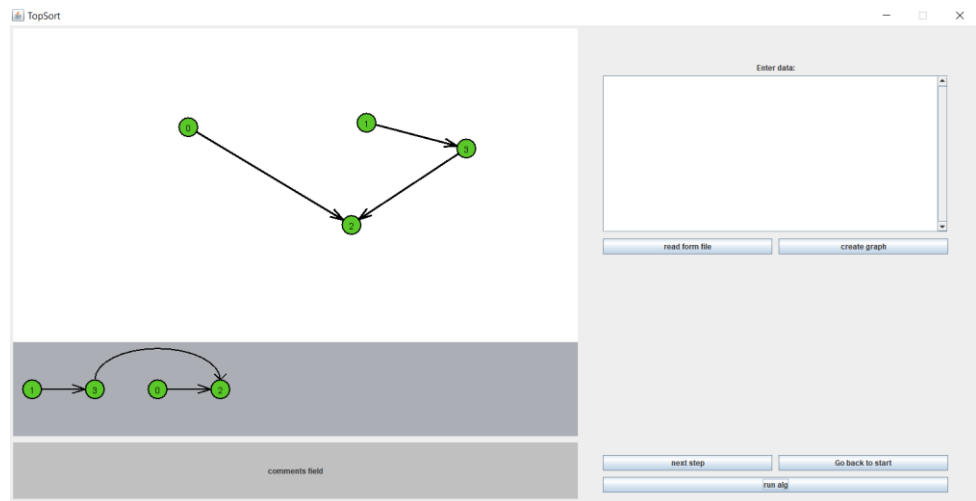 TopSort
Enter data:
0
1
3
2
read form file
create graph
1
3
0
2
comments field
next step
Go back to start
run alg